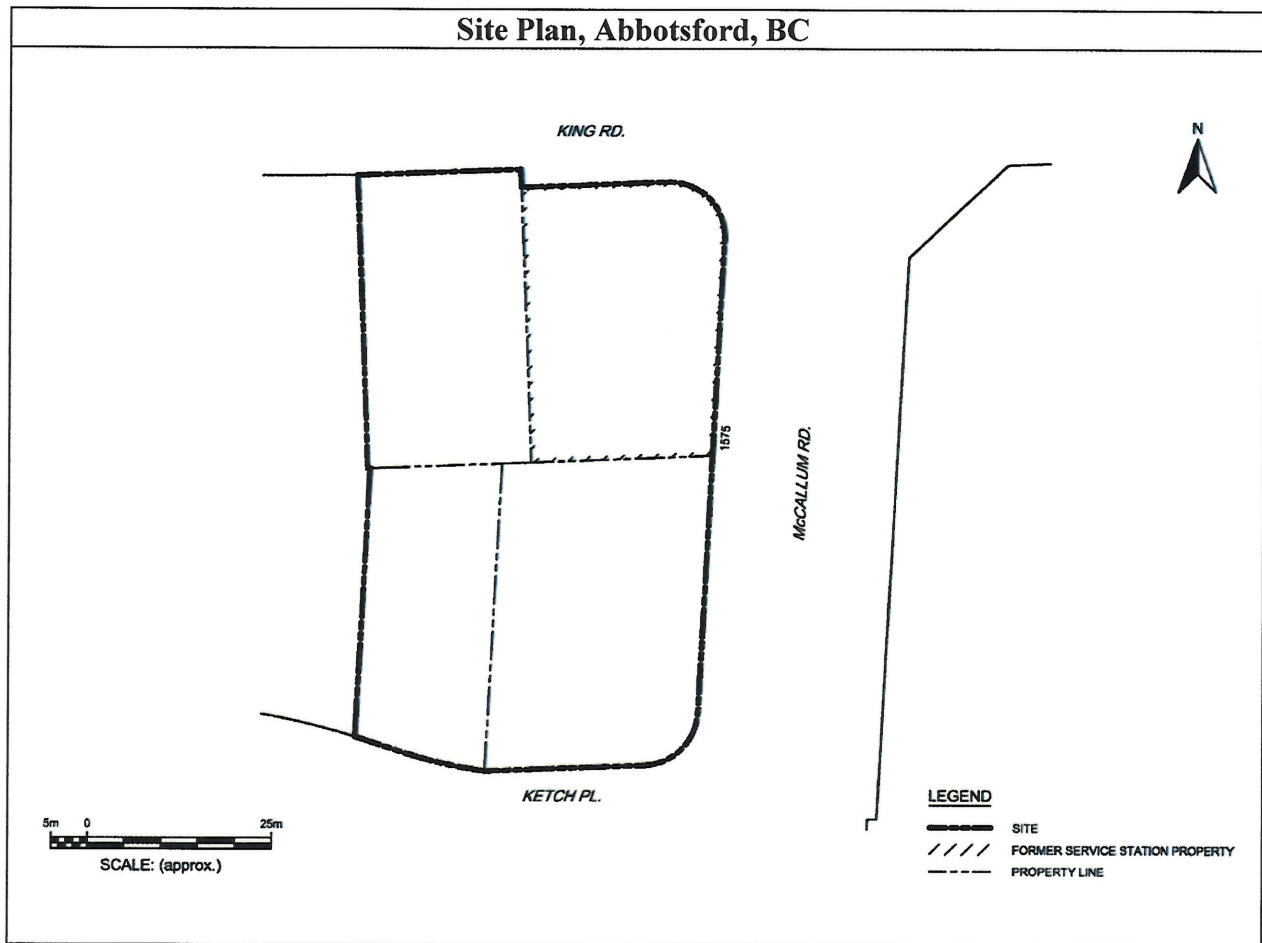 Site Plan, Abbotsford, BC
KING RD.
N
1575
McCALLUM RD.
KETCH PL.
5m 0 25m
SCALE: (approx.)
LEGEND
SITE
FORMER SERVICE STATION PROPERTY
PROPERTY LINE